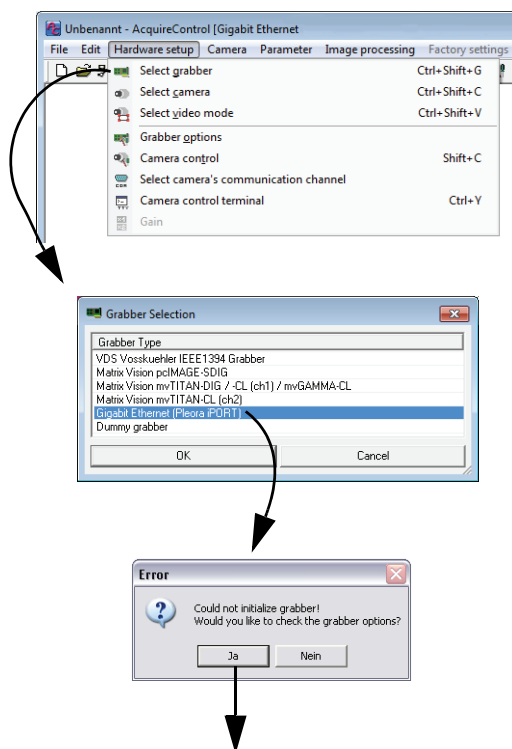 Unbenannt - AcquireControl [Gigabit Ethernet
File Edit Hardware setup Camera Parameter Image processing Factory settings
Select grabber Ctrl+Shift+G
Select camera Ctrl+Shift+C
Select video mode Ctrl+Shift+V
Grabber options
Camera control Shift+C
Select camera's communication channel
Camera control terminal Ctrl+Y
Gain
Grabber Selection
Grabber Type
VDS Vosskuehler IEEE1394 Grabber
Matrix Vision pcIMAGE-SDIG
Matrix Vision mvTITAN-DIG / -CL (ch1) / mvGAMMA-CL
Matrix Vision mvTITAN-CL (ch2)
Gigabit Ethernet (Pleora iPORT)
Dummy grabber
OK Cancel
Error
Could not initialize grabber!
Would you like to check the grabber options?
Ja Nein